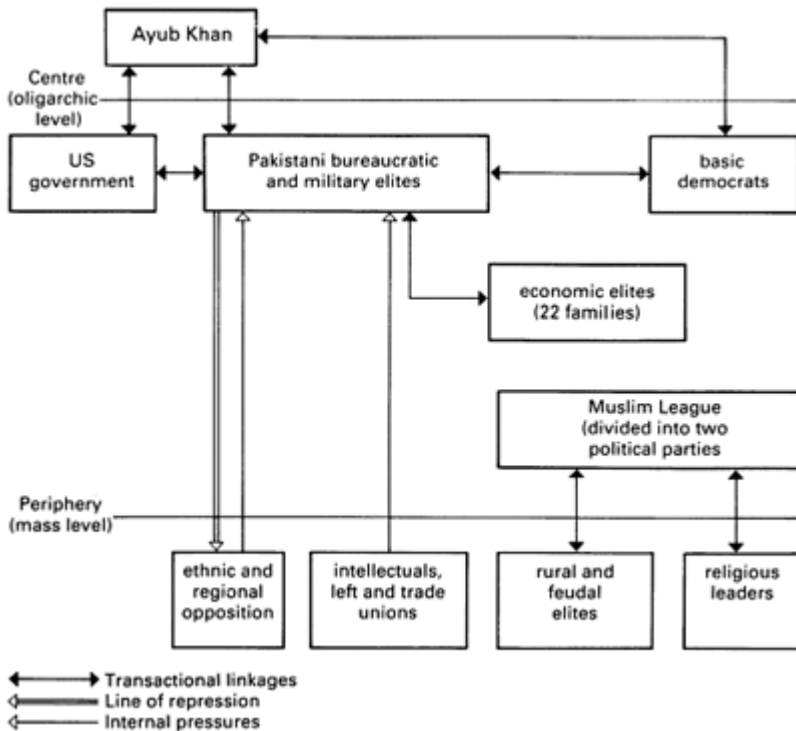 Ayub Khan
Centre
(oligarchic
level)
US
government
Pakistani bureaucratic
and military elites
basic
democrats
economic elites
(22 families)
Muslim League
(divided into two
political parties
Periphery
(mass level)
ethnic and
regional
opposition
intellectuals,
left and trade
unions
rural and
feudal
elites
religious
leaders
Transactional linkages
Line of repression
Internal pressures